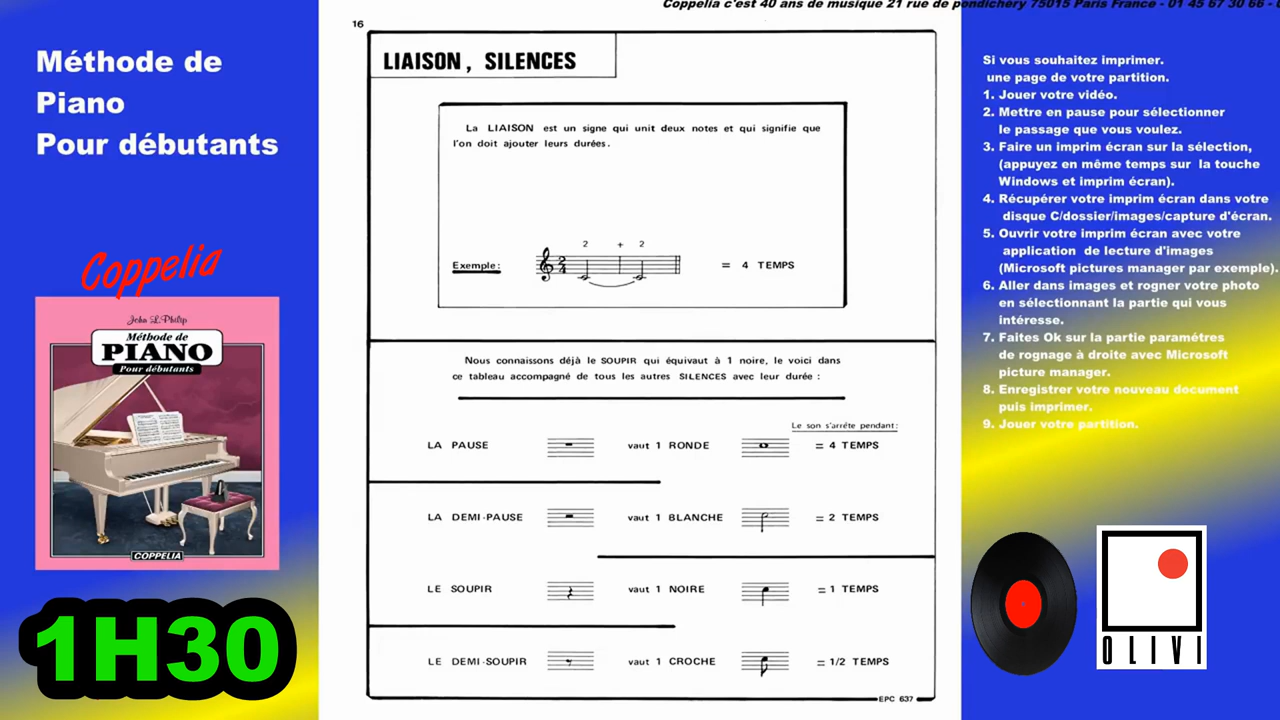 Coppelia c'est 40 ans de musique 21 rue de pondichéry 75015 Paris France - 01 45 67 30 66 -
Méthode de
Piano
Pour débutants
Coppelia
John L. Philip
Méthode de
PIANO
Pour débutants
COPPELIA
1H30
16
LIAISON, SILENCES
La LIAISON est un signe qui unit deux notes et qui signifie que
l'on doit ajouter leurs durées.
2 + 2
Exemple: 2 4 = 4 TEMPS
Nous connaissons déjà le SOUPIR qui équivaut à 1 noire, le voici dans
ce tableau accompagné de tous les autres SILENCES avec leur durée :
Le son s'arrête pendant:
LA PAUSE vaut 1 RONDE = 4 TEMPS
LA DEMI-PAUSE vaut 1 BLANCHE = 2 TEMPS
LE SOUPIR vaut 1 NOIRE = 1 TEMPS
LE DEMI-SOUPIR vaut 1 CROCHE = 1/2 TEMPS
EPC 637
Si vous souhaitez imprimer.
une page de votre partition.
1. Jouer votre vidéo.
2. Mettre en pause pour sélectionner
le passage que vous voulez.
3. Faire un imprim écran sur la sélection,
(appuyez en même temps sur la touche
Windows et imprim écran).
4. Récupérer votre imprim écran dans votre
disque C/dossier/images/capture d'écran.
5. Ouvrir votre imprim écran avec votre
application de lecture d'images
(Microsoft pictures manager par exemple).
6. Aller dans images et rogner votre photo
en sélectionnant la partie qui vous
intéresse.
7. Faites Ok sur la partie paramétres
de rognage à droite avec Microsoft
picture manager.
8. Enregistrer votre nouveau document
puis imprimer.
9. Jouer votre partition.
OLIVI